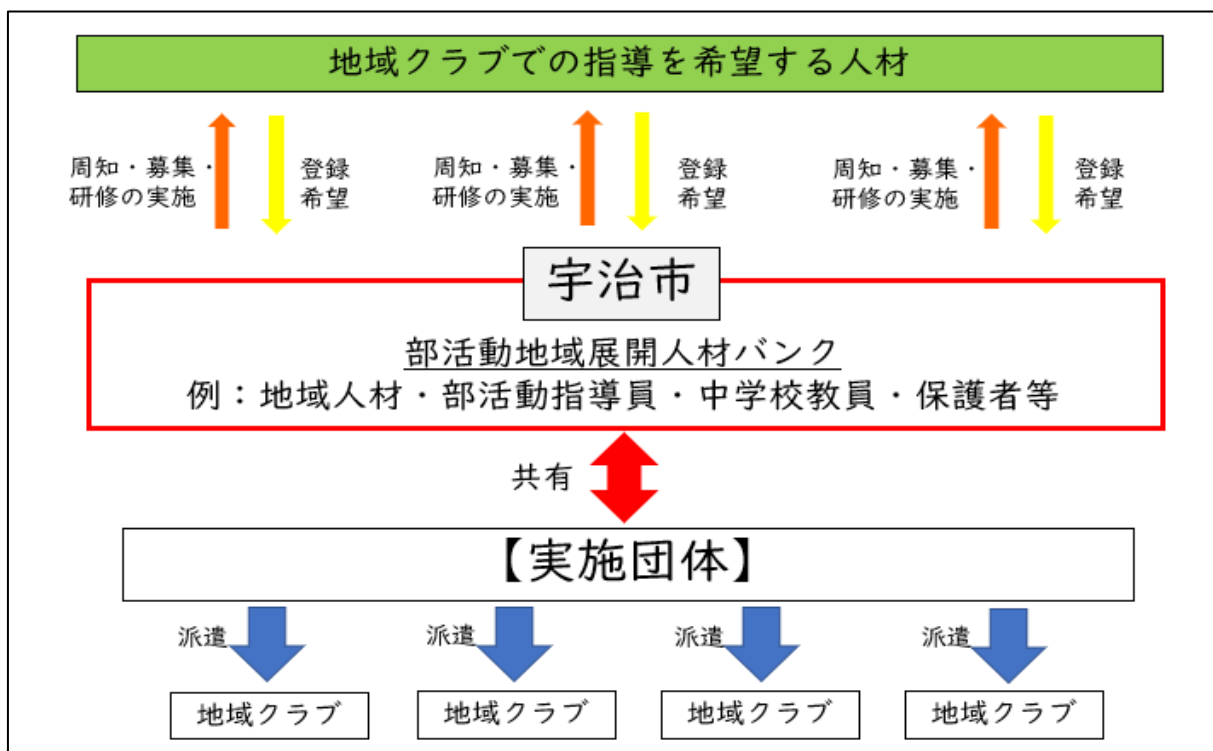 地域クラブでの指導を希望する人材
周知・募集・
研修の実施
登録
希望
周知・募集・
研修の実施
登録
希望
周知・募集・
研修の実施
登録
希望
宇治市
部活動地域展開人材バンク
例：地域人材・部活動指導員・中学校教員・保護者等
共有
【実施団体】
派遣
派遣
派遣
派遣
地域クラブ
地域クラブ
地域クラブ
地域クラブ